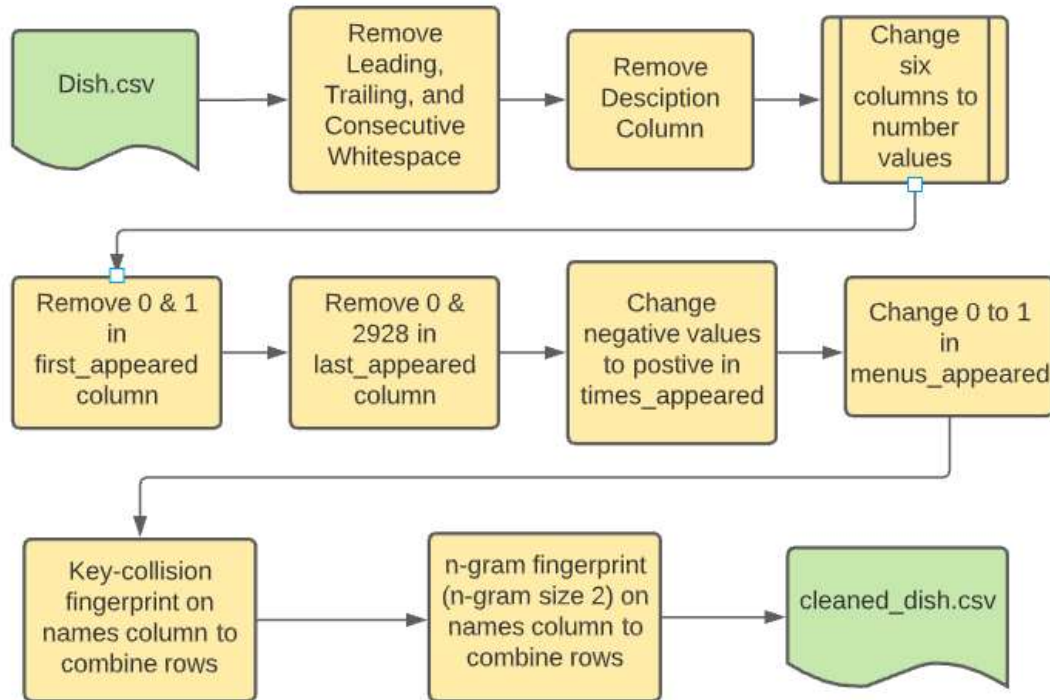 Dish.csv
Remove
Leading,
Trailing, and
Consecutive
Whitespace
Remove
Desciption
Column
Change
six
columns to
number
values
Remove 0 & 1
in
first_appeared
column
Remove 0 &
2928 in
last_appeared
column
Change
negative values
to postive in
times_appeared
Change 0 to 1
in
menus_appeared
Key-collision
fingerprint on
names column to
combine rows
n-gram fingerprint
(n-gram size 2) on
names column to
combine rows
cleaned_dish.csv